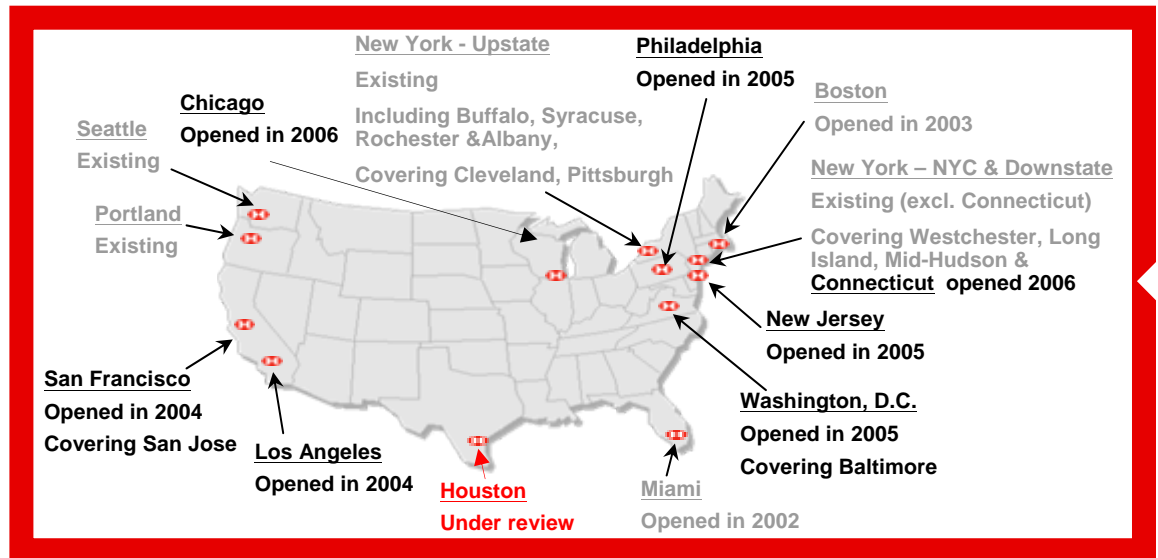 New York - Upstate
Existing
Including Buffalo, Syracuse,
Rochester &Albany,
Covering Cleveland, Pittsburgh
Philadelphia
Opened in 2005
Boston
Opened in 2003
Chicago
Opened in 2006
Seattle
Existing
Portland
Existing
New York – NYC & Downstate
Existing (excl. Connecticut)
Covering Westchester, Long
Island, Mid-Hudson &
Connecticut opened 2006
New Jersey
Opened in 2005
San Francisco
Opened in 2004
Covering San Jose
Los Angeles
Opened in 2004
Houston
Under review
Washington, D.C.
Opened in 2005
Covering Baltimore
Miami
Opened in 2002